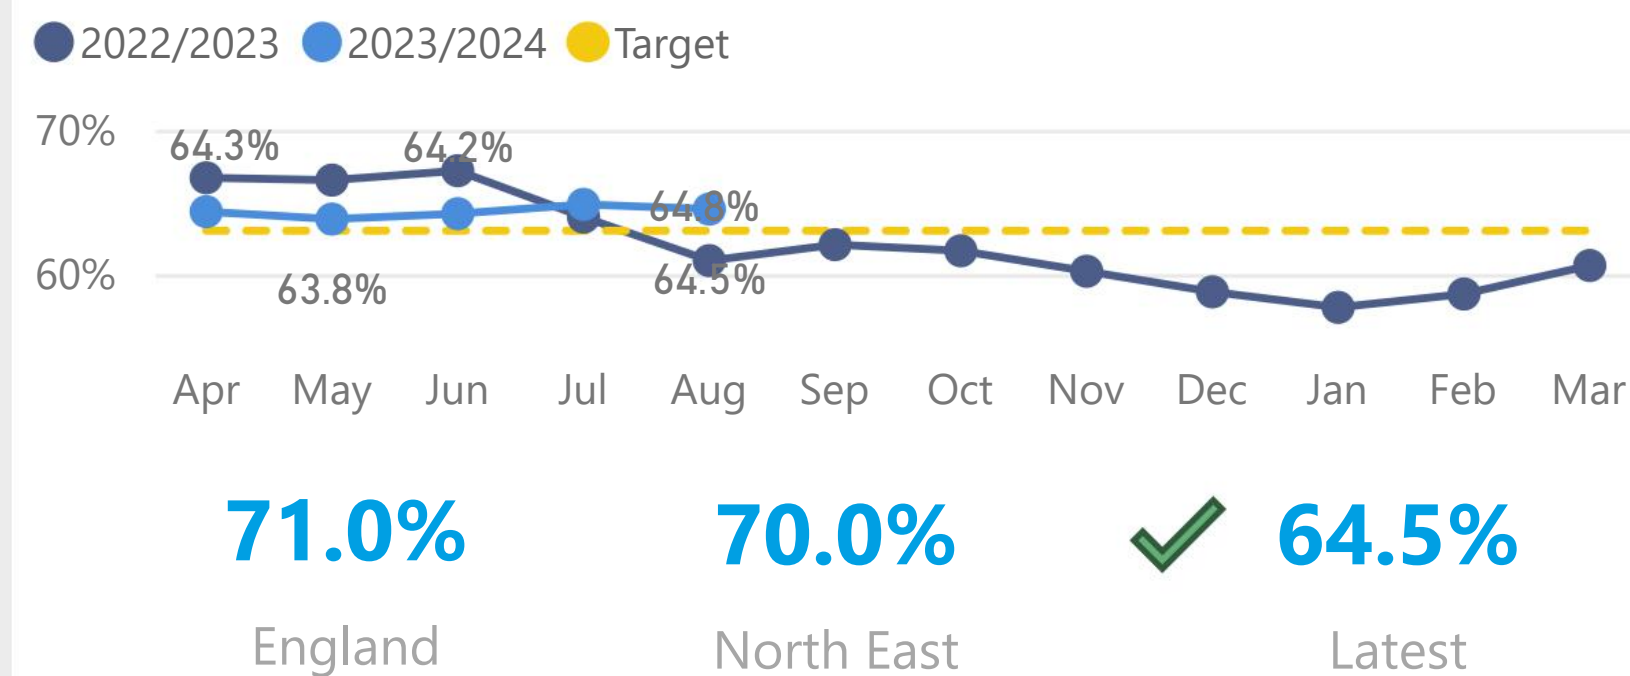 2022/2023 2023/2024 Target
70%
64.3% 64.2%
64.8%
60%
63.8% 64.5%
Apr May Jun Jul Aug Sep Oct Nov Dec Jan Feb Mar
71.0% 70.0% 64.5%
England North East Latest